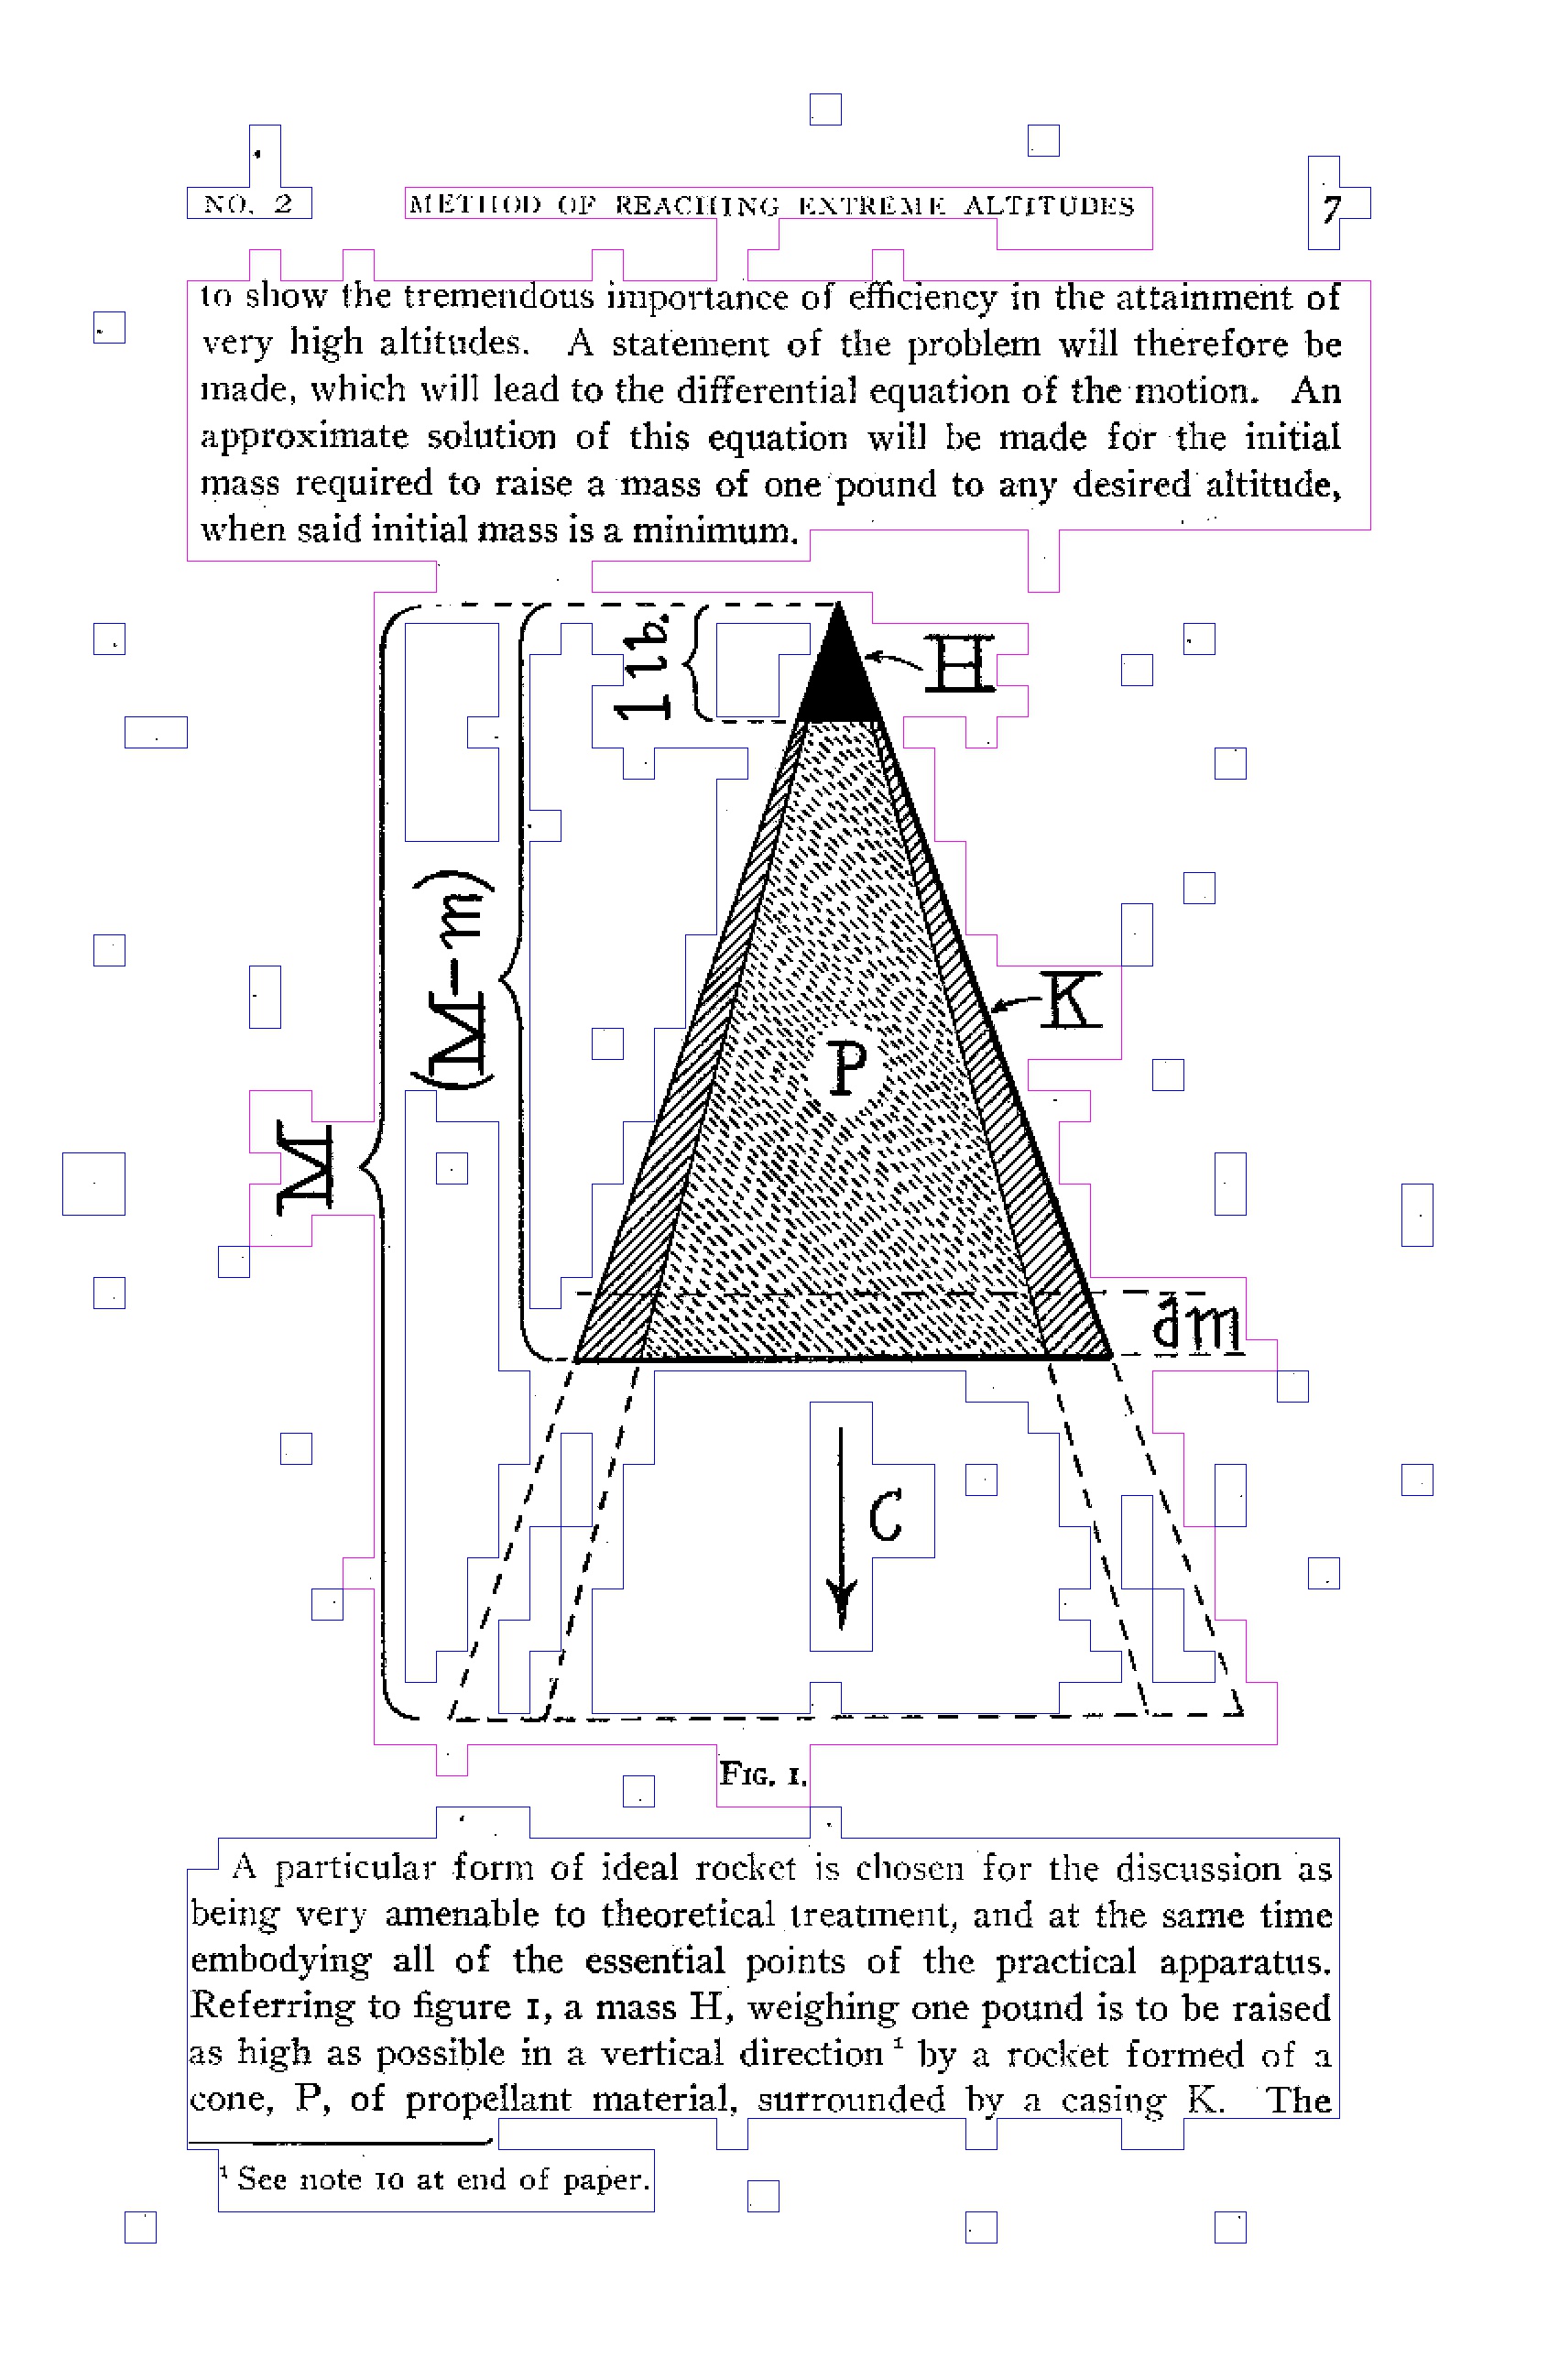 NO. 2 METHOD OF REACHING EXTREME ALTITUDES 7
to show the tremendous importance of efficiency in the attainment of
very high altitudes. A statement of the problem will therefore be
made, which will lead to the differential equation of the motion. An
approximate solution of this equation will be made for the initial
mass required to raise a mass of one pound to any desired altitude,
when said initial mass is a minimum.
1 lb.
H
(M-m)
K
P
M
dm
C
FIG. 1.
A particular form of ideal rocket is chosen for the discussion as
being very amenable to theoretical treatment, and at the same time
embodying all of the essential points of the practical apparatus.
Referring to figure 1, a mass H, weighing one pound is to be raised
as high as possible in a vertical direction ¹ by a rocket formed of a
cone, P, of propellant material, surrounded by a casing K. The
¹ See note 10 at end of paper.